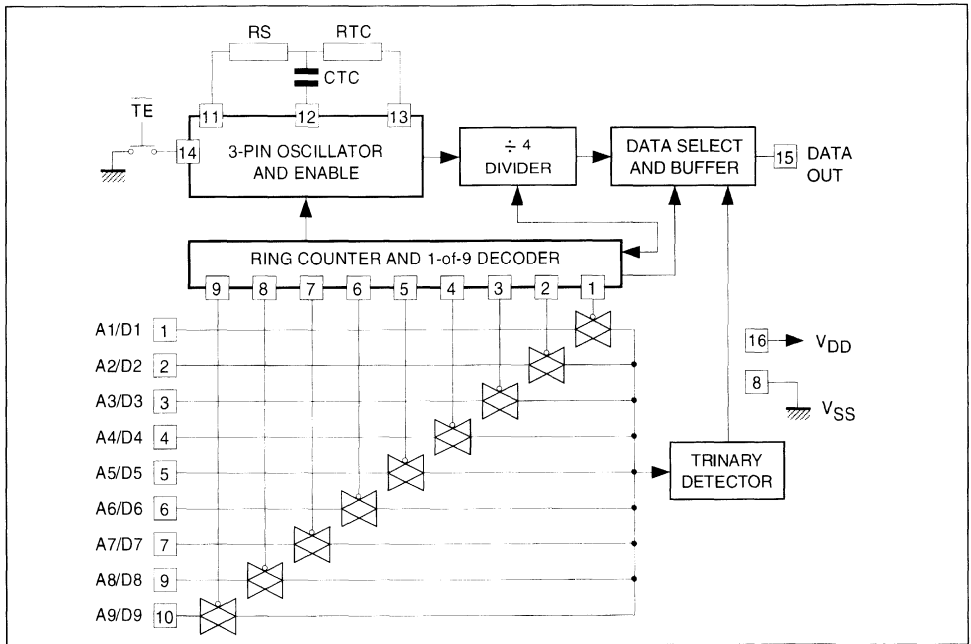 RS RTC
CTC
TE
11 12 13
14
3-PIN OSCILLATOR
AND ENABLE
÷ 4
DIVIDER
DATA SELECT
AND BUFFER
15 DATA
OUT
RING COUNTER AND 1-of-9 DECODER
9 8 7 6 5 4 3 2 1
A1/D1 1
A2/D2 2
A3/D3 3
A4/D4 4
A5/D5 5
A6/D6 6
A7/D7 7
A8/D8 9
A9/D9 10
16 VDD
8 VSS
TRINARY
DETECTOR